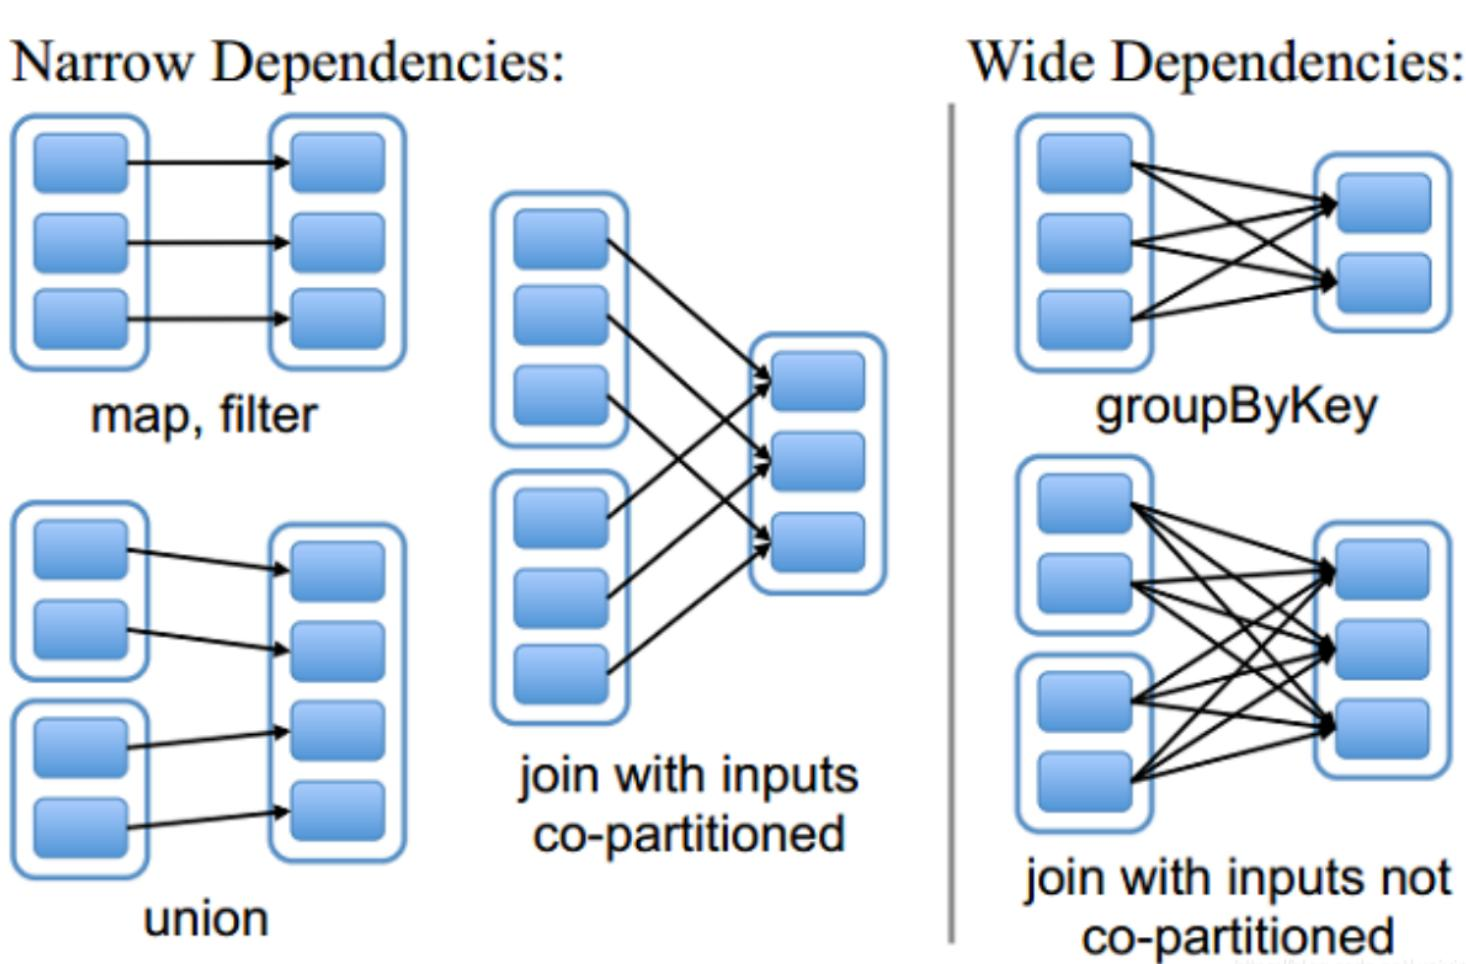 Narrow Dependencies:
Wide Dependencies:
map, filter
groupByKey
join with inputs
co-partitioned
union
join with inputs not
co-partitioned